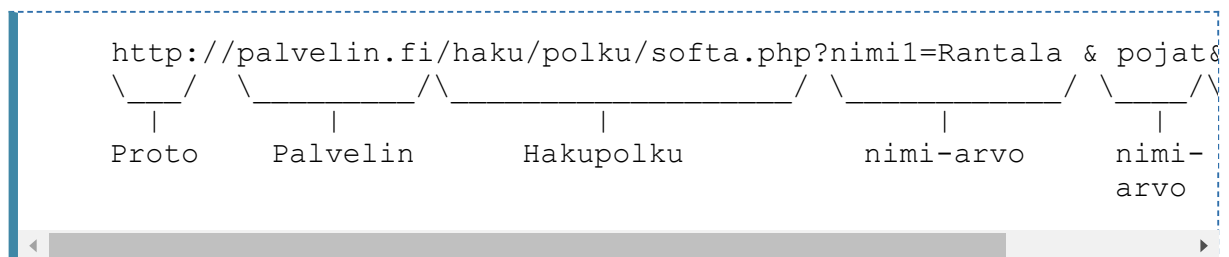 http://palvelin.fi/haku/polku/softa.php?nimi1=Rantala & pojat&
\___/  \_________/\___________________/ \____________/ \____/\
  |         |              |                  |           |
Proto    Palvelin      Hakupolku          nimi-arvo     nimi-
arvo